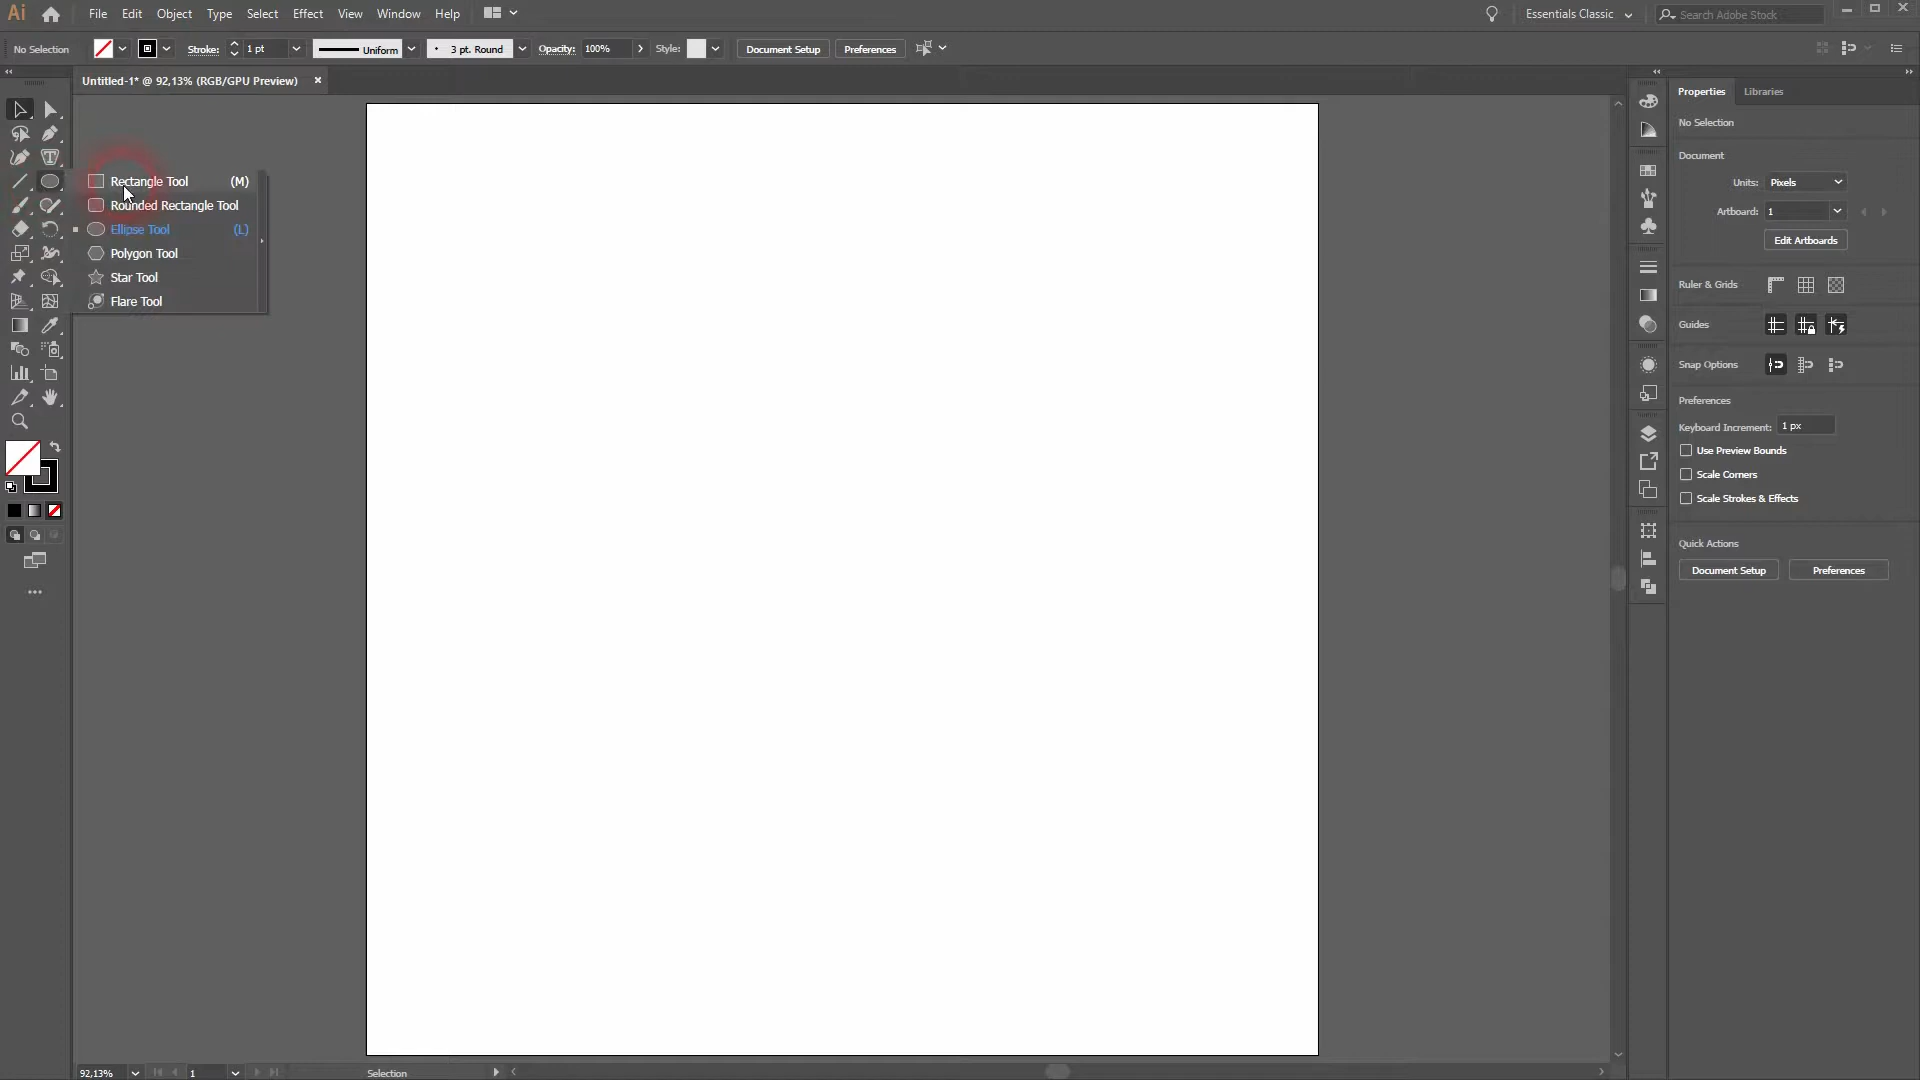 Ai File Edit Object Type Select Effect View Window Help Essentials Classic Search Adobe Stock
No Selection Stroke: 1 pt Uniform 3 pt. Round Opacity: 100% Style: Document Setup Preferences
Untitled-1* @ 92,13% (RGB/GPU Preview)
Rectangle Tool (M)
Rounded Rectangle Tool
Ellipse Tool (L)
Polygon Tool
Star Tool
Flare Tool
Properties Libraries
No Selection
Document
Units: Pixels
Artboard: 1
Edit Artboards
Ruler & Grids
Guides
Snap Options
Preferences
Keyboard Increment: 1 px
Use Preview Bounds
Scale Corners
Scale Strokes & Effects
Quick Actions
Document Setup Preferences
92,13% 1 Selection